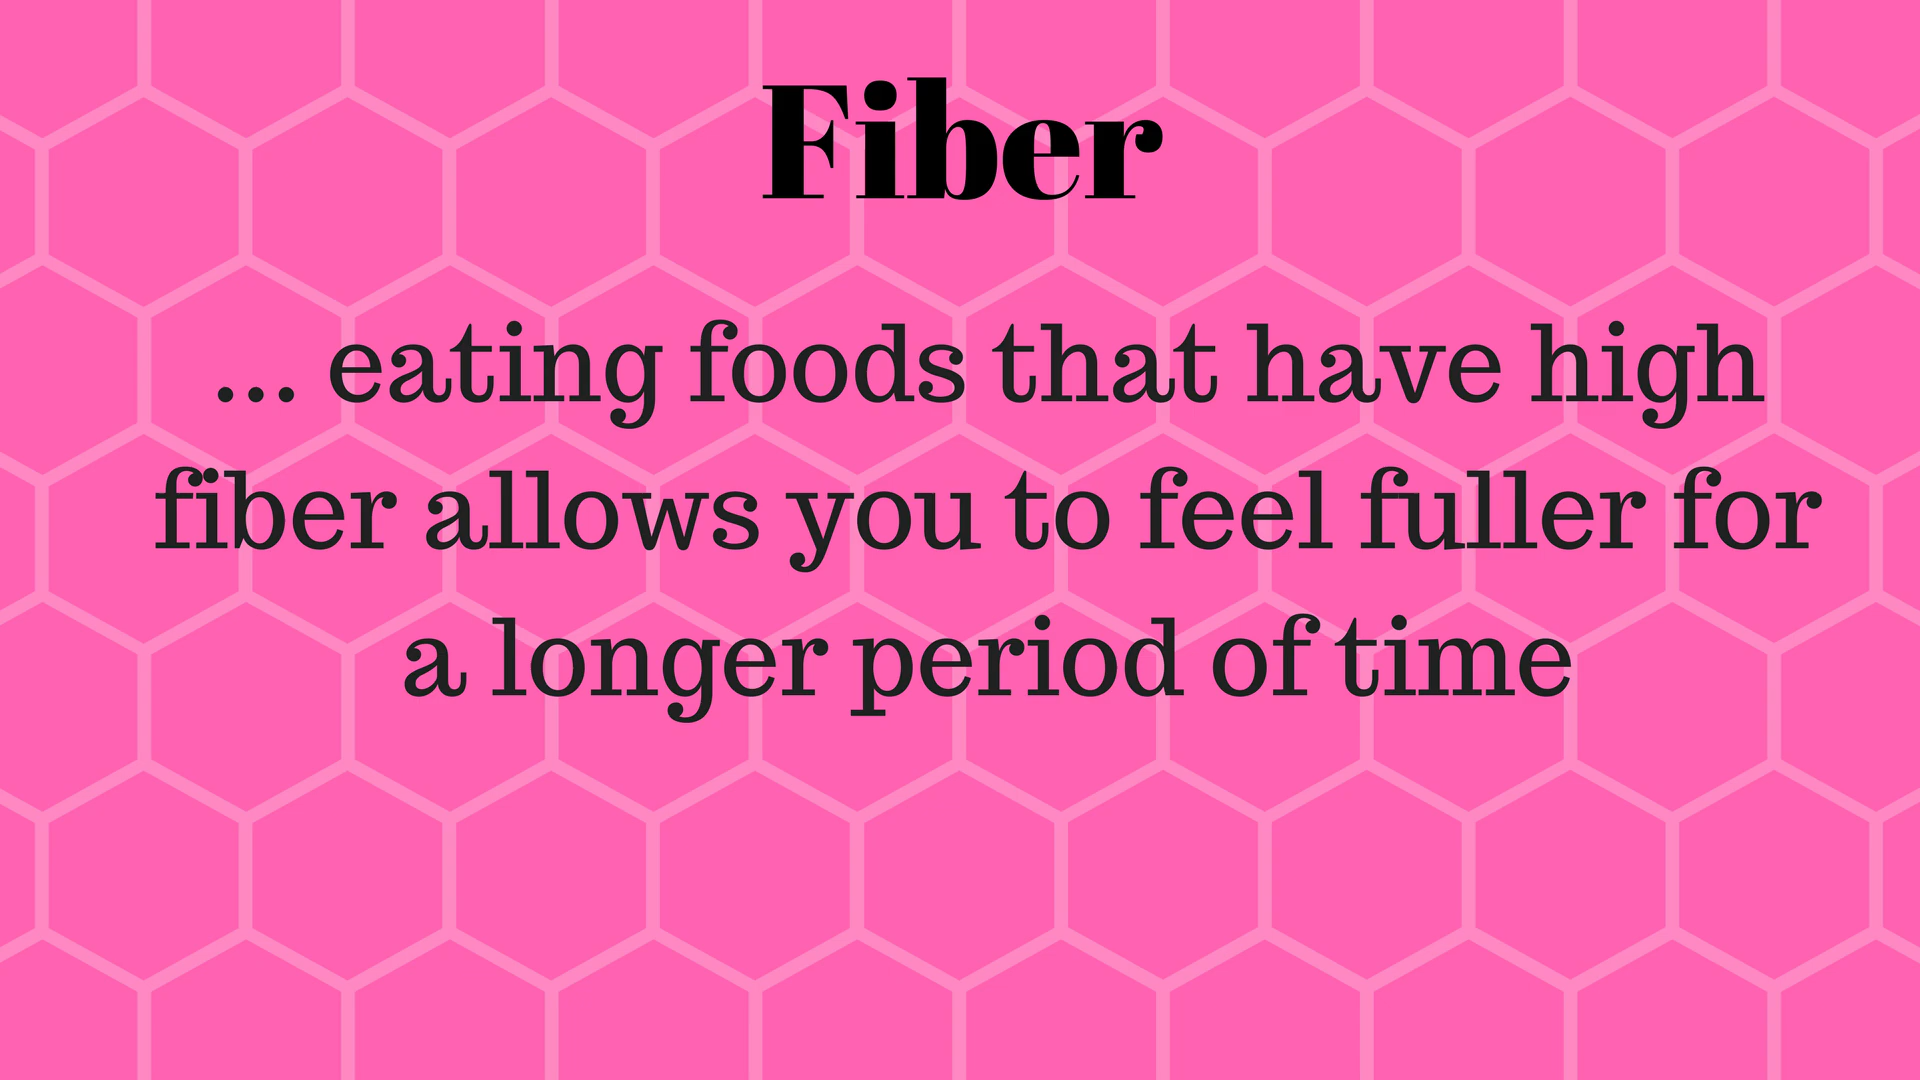 Fiber
... eating foods that have high
fiber allows you to feel fuller for
a longer period of time